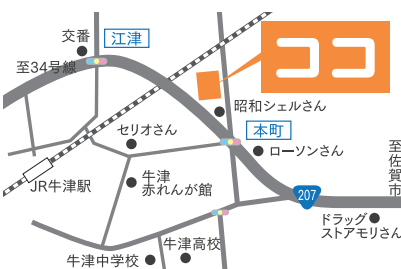 交番
江津
ココ
至34号線
昭和シェルさん
セリオさん
本町
ローソンさん
至佐賀市
JR牛津駅
牛津
赤れんが館
207
ドラッグ
ストアモリさん
牛津高校
牛津中学校